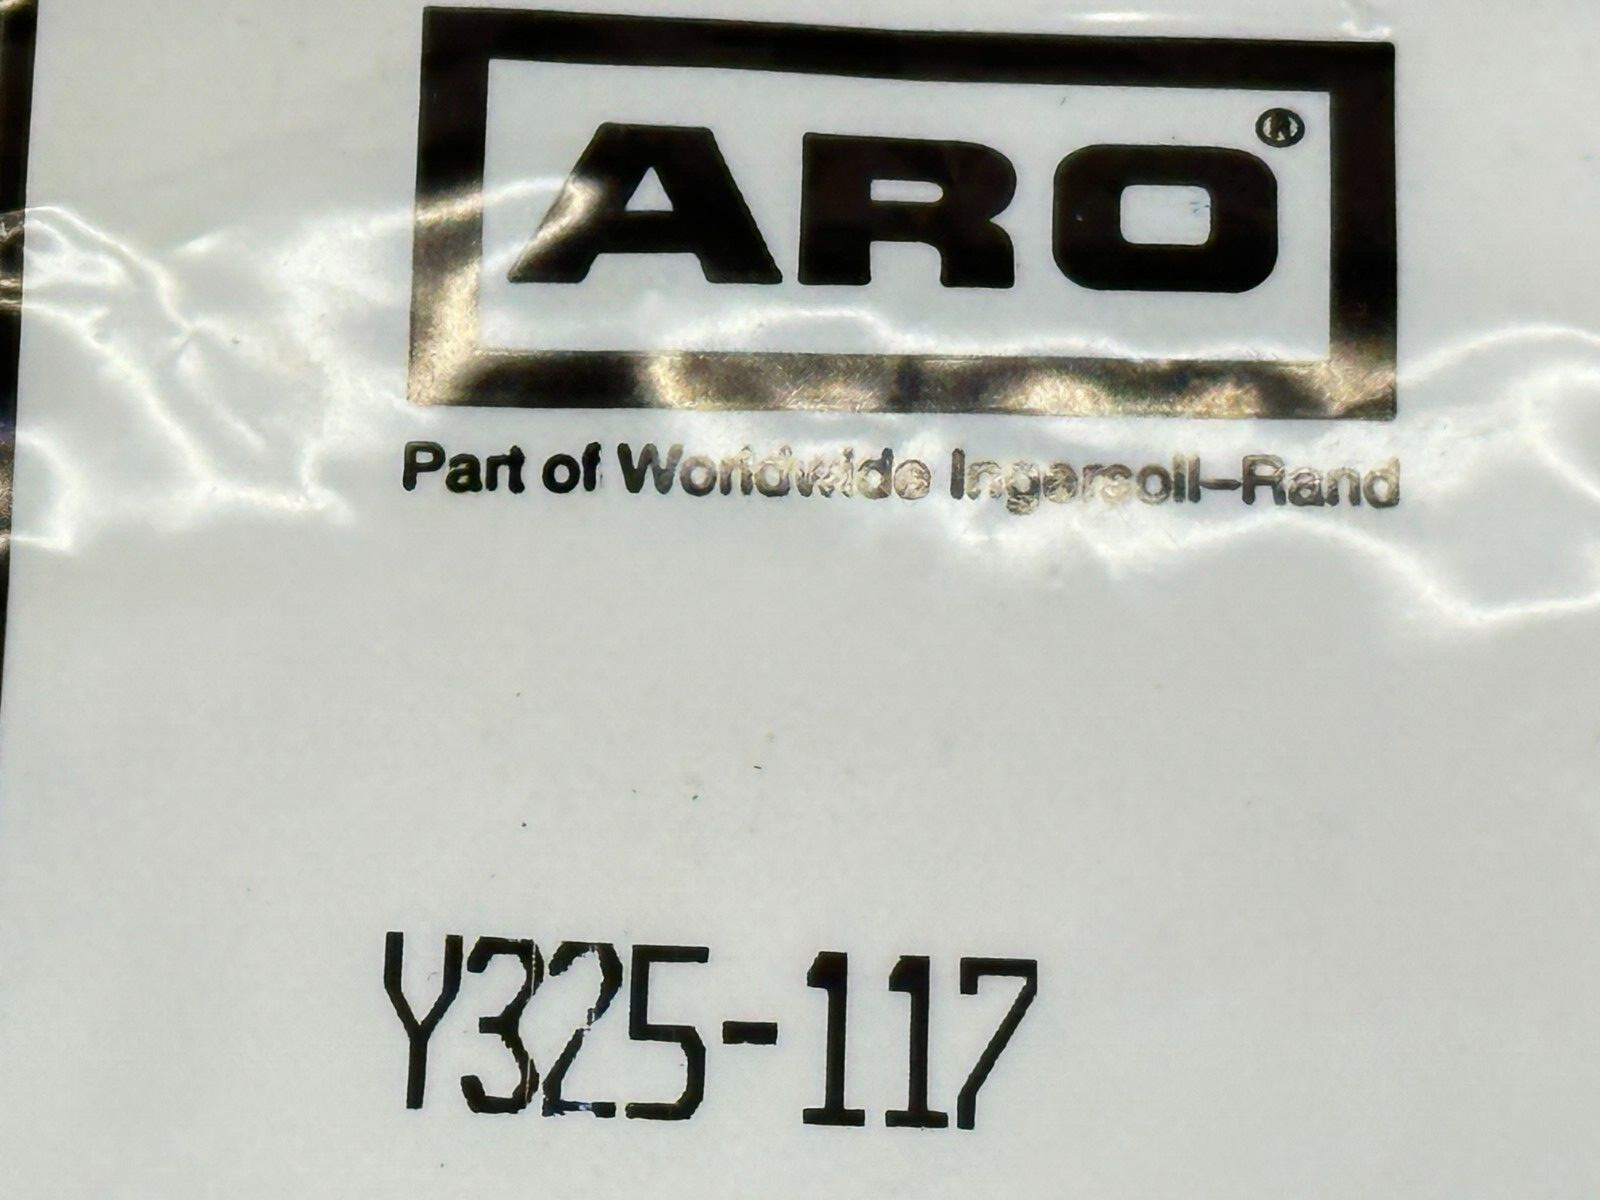 ARO®
Part of Worldwide Ingersoll-Rand
Y325-117